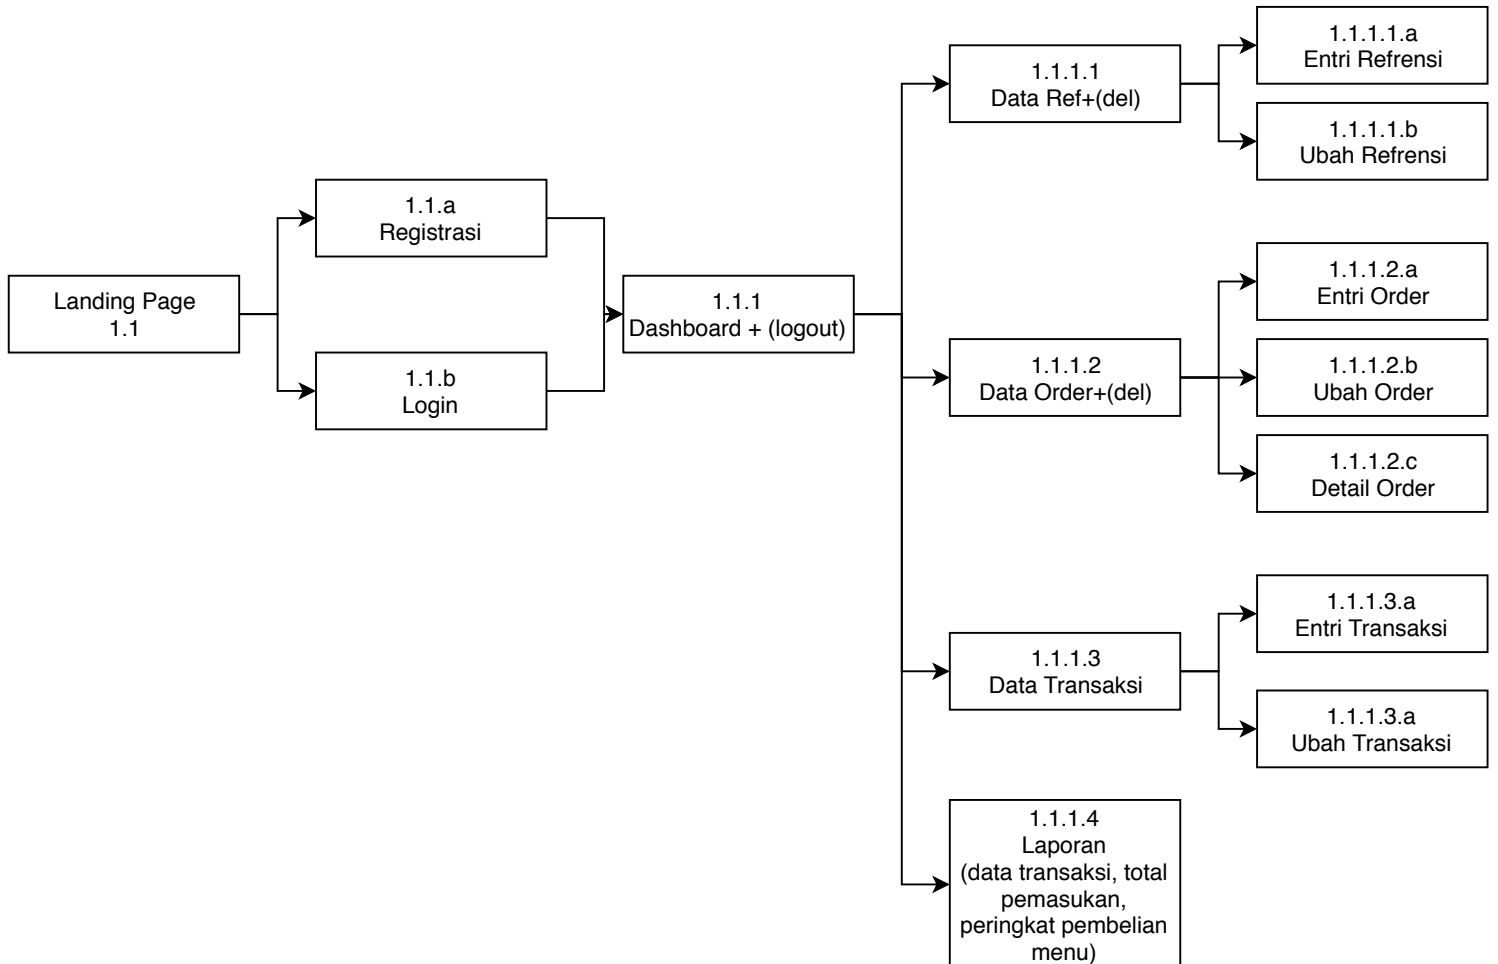 Landing Page
1.1
1.1.a
Registrasi
1.1.b
Login
1.1.1
Dashboard + (logout)
1.1.1.1
Data Ref+(del)
1.1.1.1.a
Entri Refrensi
1.1.1.1.b
Ubah Refrensi
1.1.1.2
Data Order+(del)
1.1.1.2.a
Entri Order
1.1.1.2.b
Ubah Order
1.1.1.2.c
Detail Order
1.1.1.3
Data Transaksi
1.1.1.3.a
Entri Transaksi
1.1.1.3.a
Ubah Transaksi
1.1.1.4
Laporan
(data transaksi, total
pemasukan,
peringkat pembelian
menu)